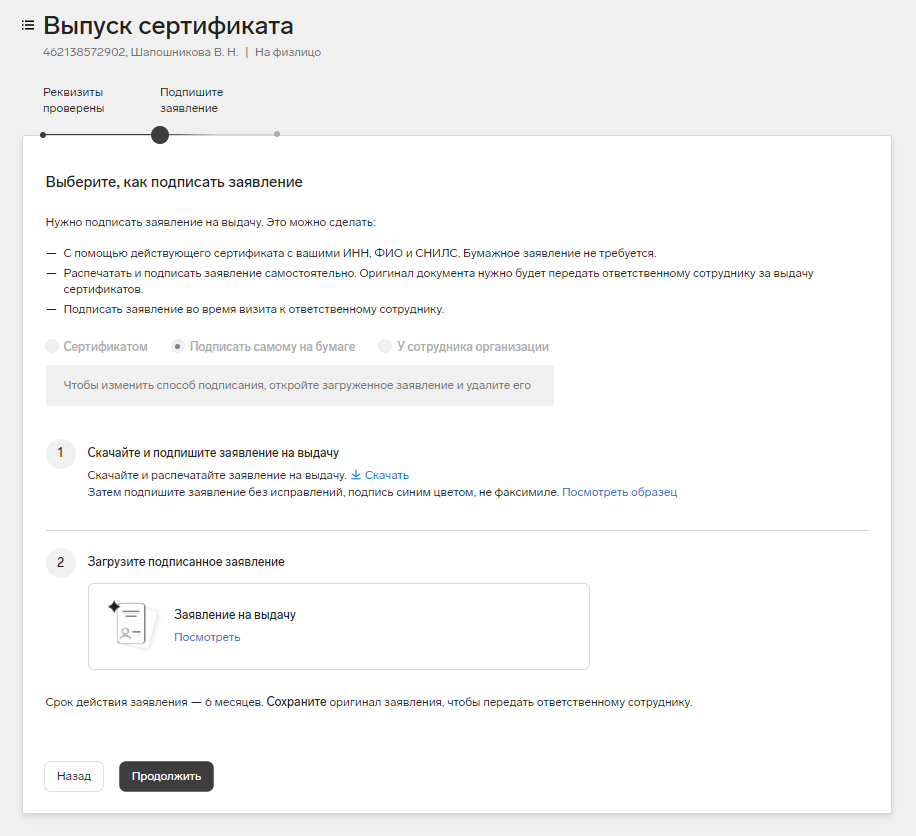 Выпуск сертификата
462138572902, Шапошникова В. Н. | На физлицо
Реквизиты
проверены
Подпишите
заявление
Выберите, как подписать заявление
Нужно подписать заявление на выдачу. Это можно сделать:
— С помощью действующего сертификата с вашими ИНН, ФИО и СНИЛС. Бумажное заявление не требуется.
— Распечатать и подписать заявление самостоятельно. Оригинал документа нужно будет передать ответственному сотруднику за выдачу
сертификатов.
— Подписать заявление во время визита к ответственному сотруднику.
Сертификатом Подписать самому на бумаге У сотрудника организации
Чтобы изменить способ подписания, откройте загруженное заявление и удалите его
1 Скачайте и подпишите заявление на выдачу
Скачайте и распечатайте заявление на выдачу. Скачать
Затем подпишите заявление без исправлений, подпись синим цветом, не факсимиле. Посмотреть образец
2 Загрузите подписанное заявление
Заявление на выдачу
Посмотреть
Срок действия заявления — 6 месяцев. Сохраните оригинал заявления, чтобы передать ответственному сотруднику.
Назад Продолжить